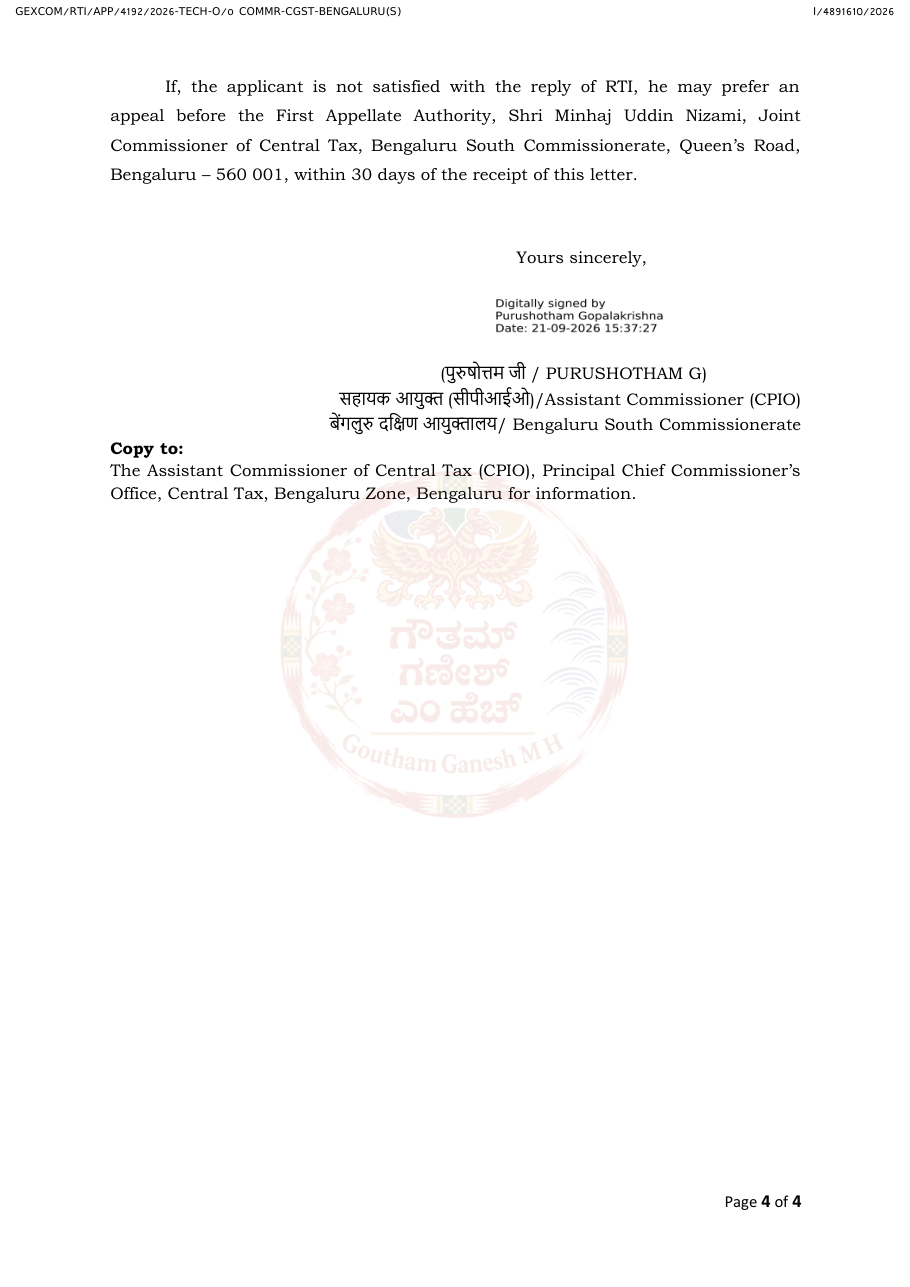 GEXCOM/RTI/APP/4192/2026-TECH-O/o COMMR-CGST-BENGALURU(S)
I/4891610/2026
If, the applicant is not satisfied with the reply of RTI, he may prefer an
appeal before the First Appellate Authority, Shri Minhaj Uddin Nizami, Joint
Commissioner of Central Tax, Bengaluru South Commissionerate, Queen’s Road,
Bengaluru – 560 001, within 30 days of the receipt of this letter.
Yours sincerely,
Digitally signed by
Purushotham Gopalakrishna
Date: 21-09-2026 15:37:27
(पुरुषोत्तम जी / PURUSHOTHAM G)
सहायक आयुक्त (सीपीआईओ)/Assistant Commissioner (CPIO)
बेंगलुरु दक्षिण आयुक्तालय/ Bengaluru South Commissionerate
Copy to:
The Assistant Commissioner of Central Tax (CPIO), Principal Chief Commissioner’s
Office, Central Tax, Bengaluru Zone, Bengaluru for information.
ಗೌತಮ್
ಗಣೇಶ್
ಎಂ ಹೆಚ್
Goutham Ganesh M H
Page 4 of 4